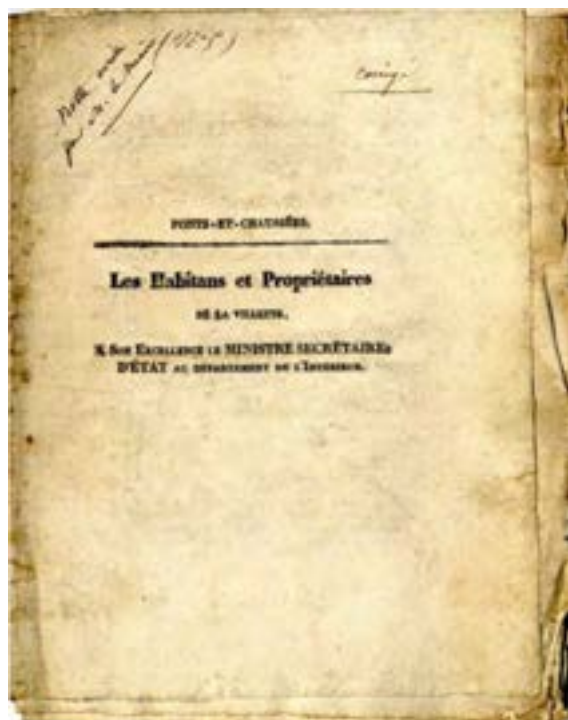 corrigé
PONTS-ET-CHAUSSÉES.
Les Habitans et Propriétaires
DE LA VILLETTE,
A SON EXCELLENCE LE MINISTRE SECRÉTAIRE
D'ÉTAT AU DÉPARTEMENT DE L'INTÉRIEUR.